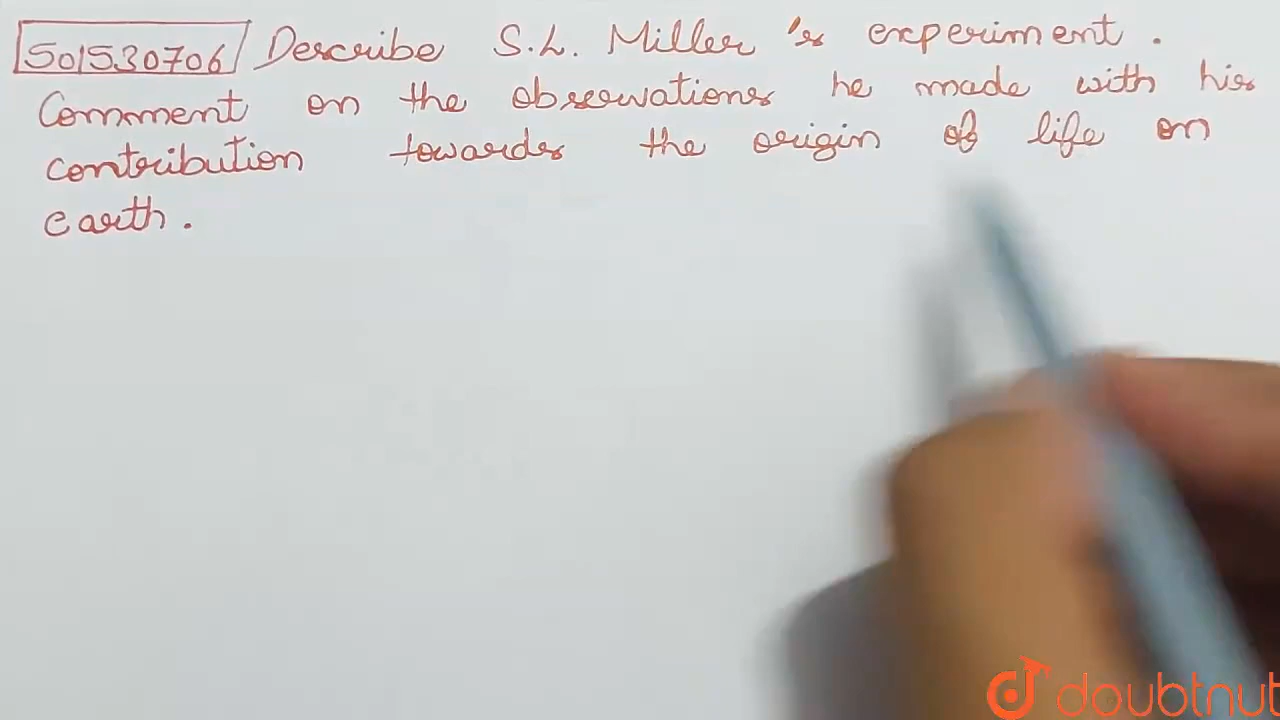 501530706 Describe S.L. Miller's experiment.
Comment on the observations he made with his
contribution towards the origin of life on
earth.
doubtnut